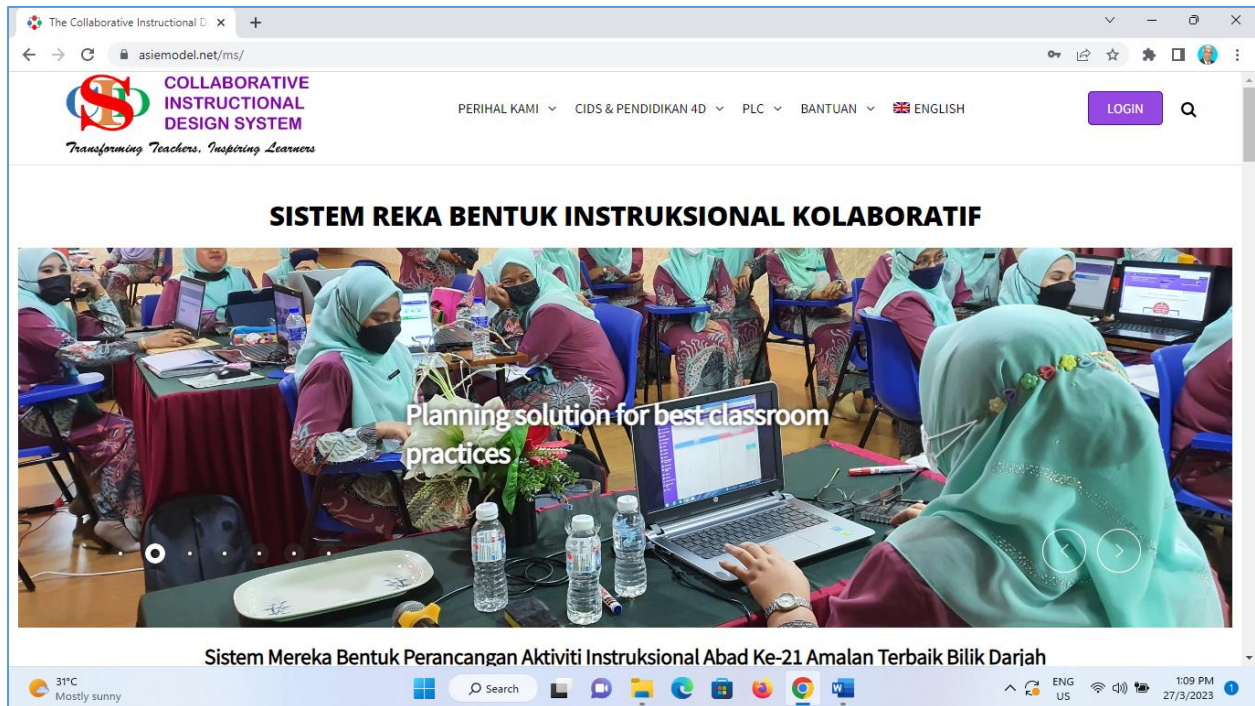 The Collaborative Instructional D
asiemodel.net/ms/
COLLABORATIVE
INSTRUCTIONAL
DESIGN SYSTEM
Transforming Teachers, Inspiring Learners
PERIHAL KAMI
CIDS & PENDIDIKAN 4D
PLC
BANTUAN
ENGLISH
LOGIN
SISTEM REKA BENTUK INSTRUKSIONAL KOLABORATIF
Planning solution for best classroom
practices
Sistem Mereka Bentuk Perancangan Aktiviti Instruksional Abad Ke-21 Amalan Terbaik Bilik Darjah
31°C
Mostly sunny
Search
ENG
US
1:09 PM
27/3/2023
1